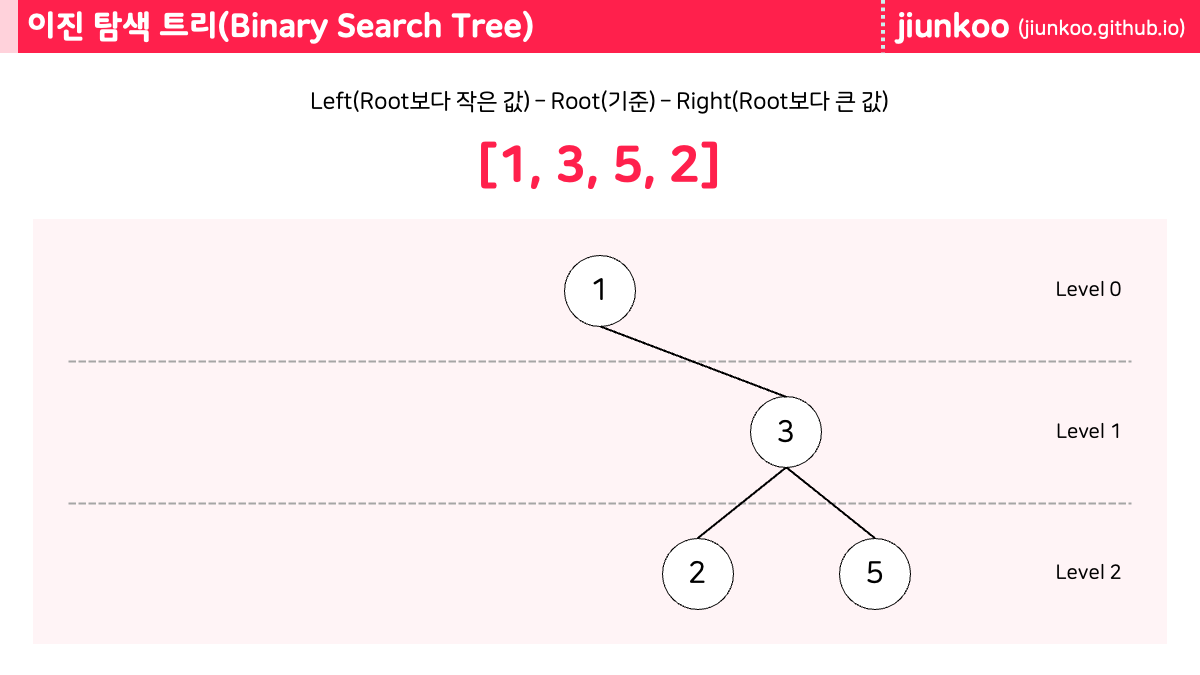 이진 탐색 트리(Binary Search Tree)
jiunkoo (jiunkoo.github.io)
Left(Root보다 작은 값) – Root(기준) – Right(Root보다 큰 값)
[1, 3, 5, 2]
1
Level 0
3
Level 1
2
5
Level 2